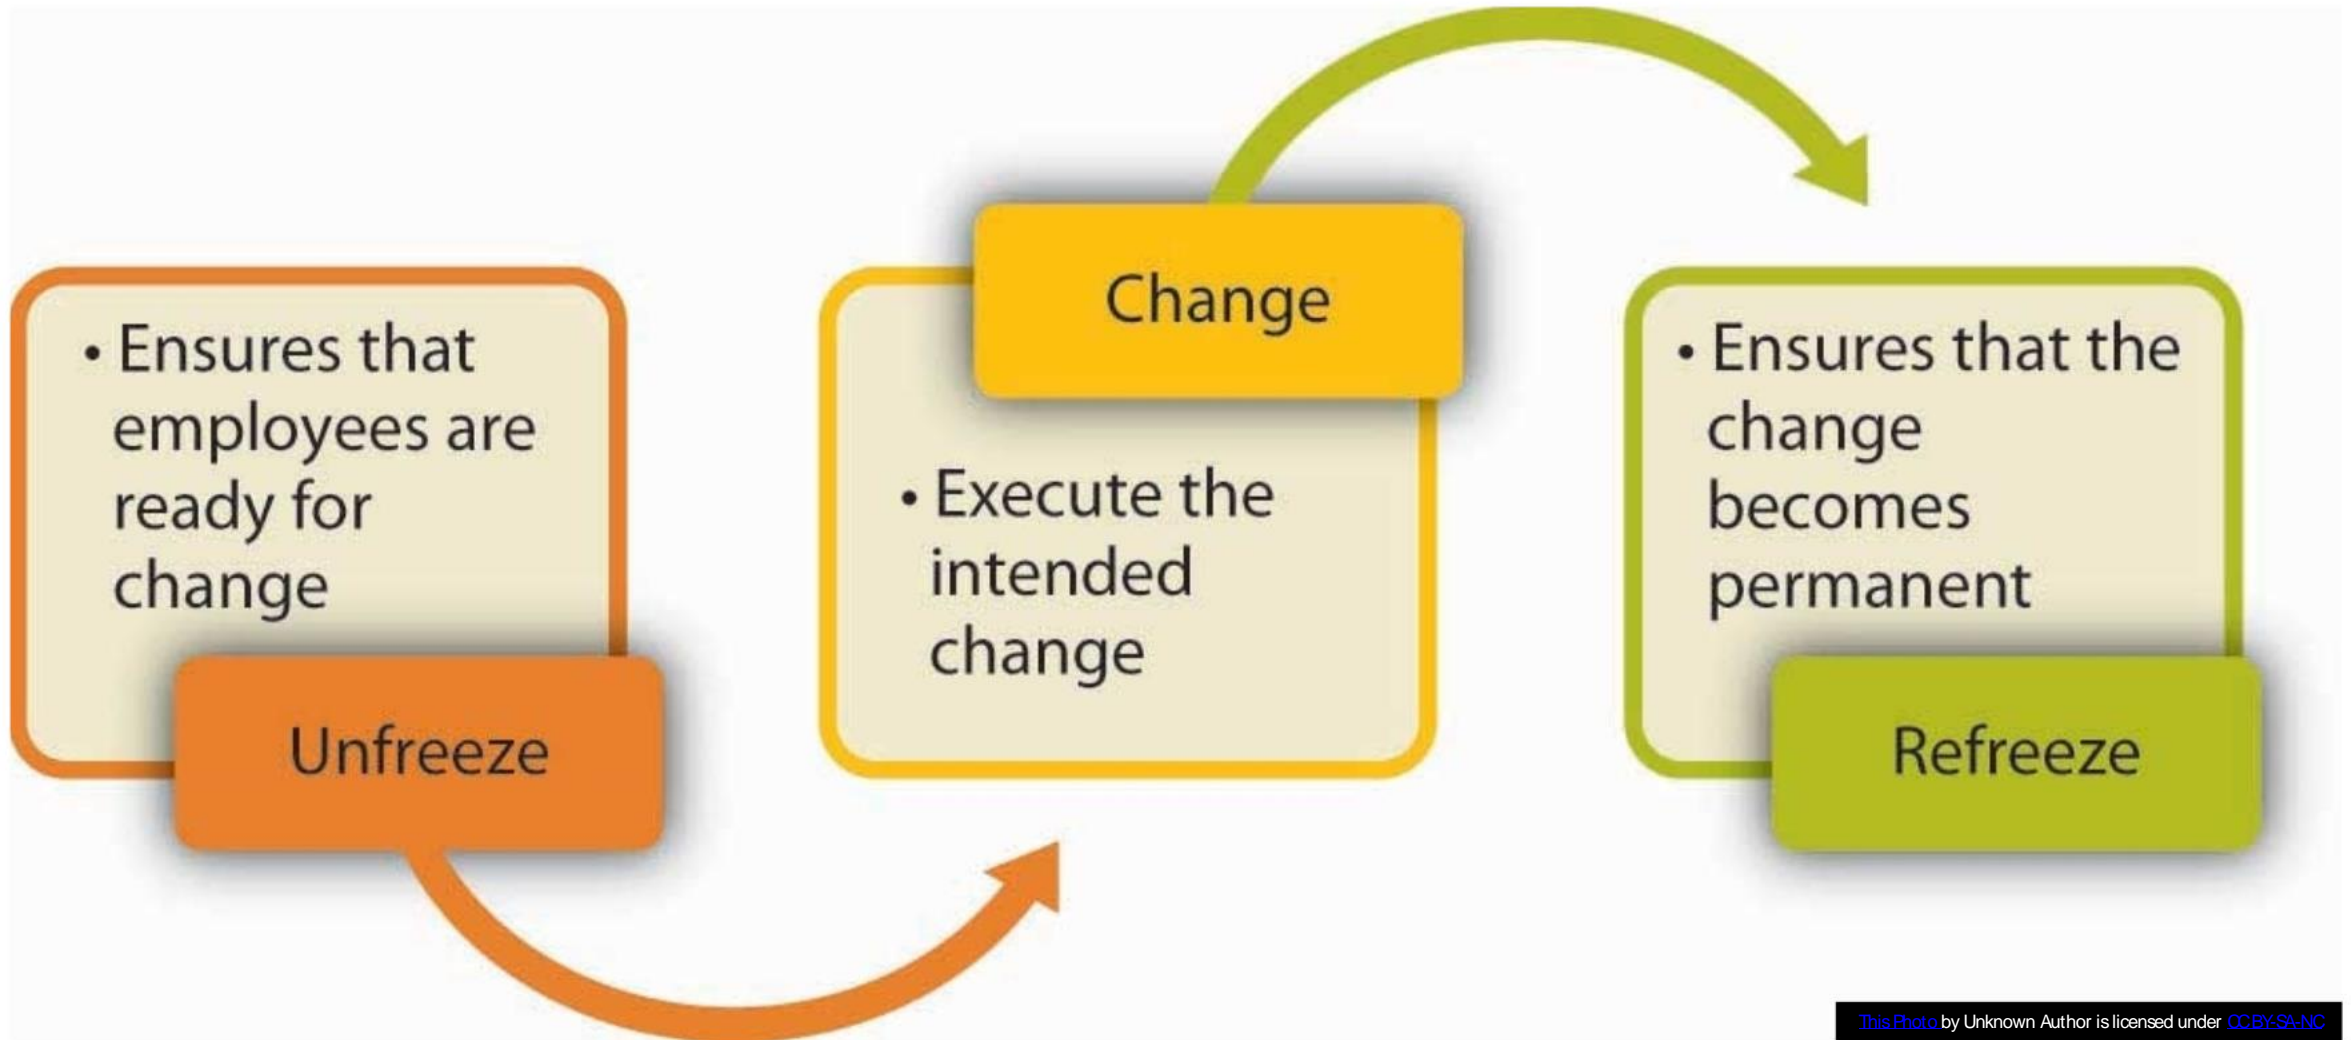 • Ensures that
employees are
ready for
change
Unfreeze
Change
• Execute the
intended
change
• Ensures that the
change
becomes
permanent
Refreeze
This Photo by Unknown Author is licensed under CC BY-SA-NC